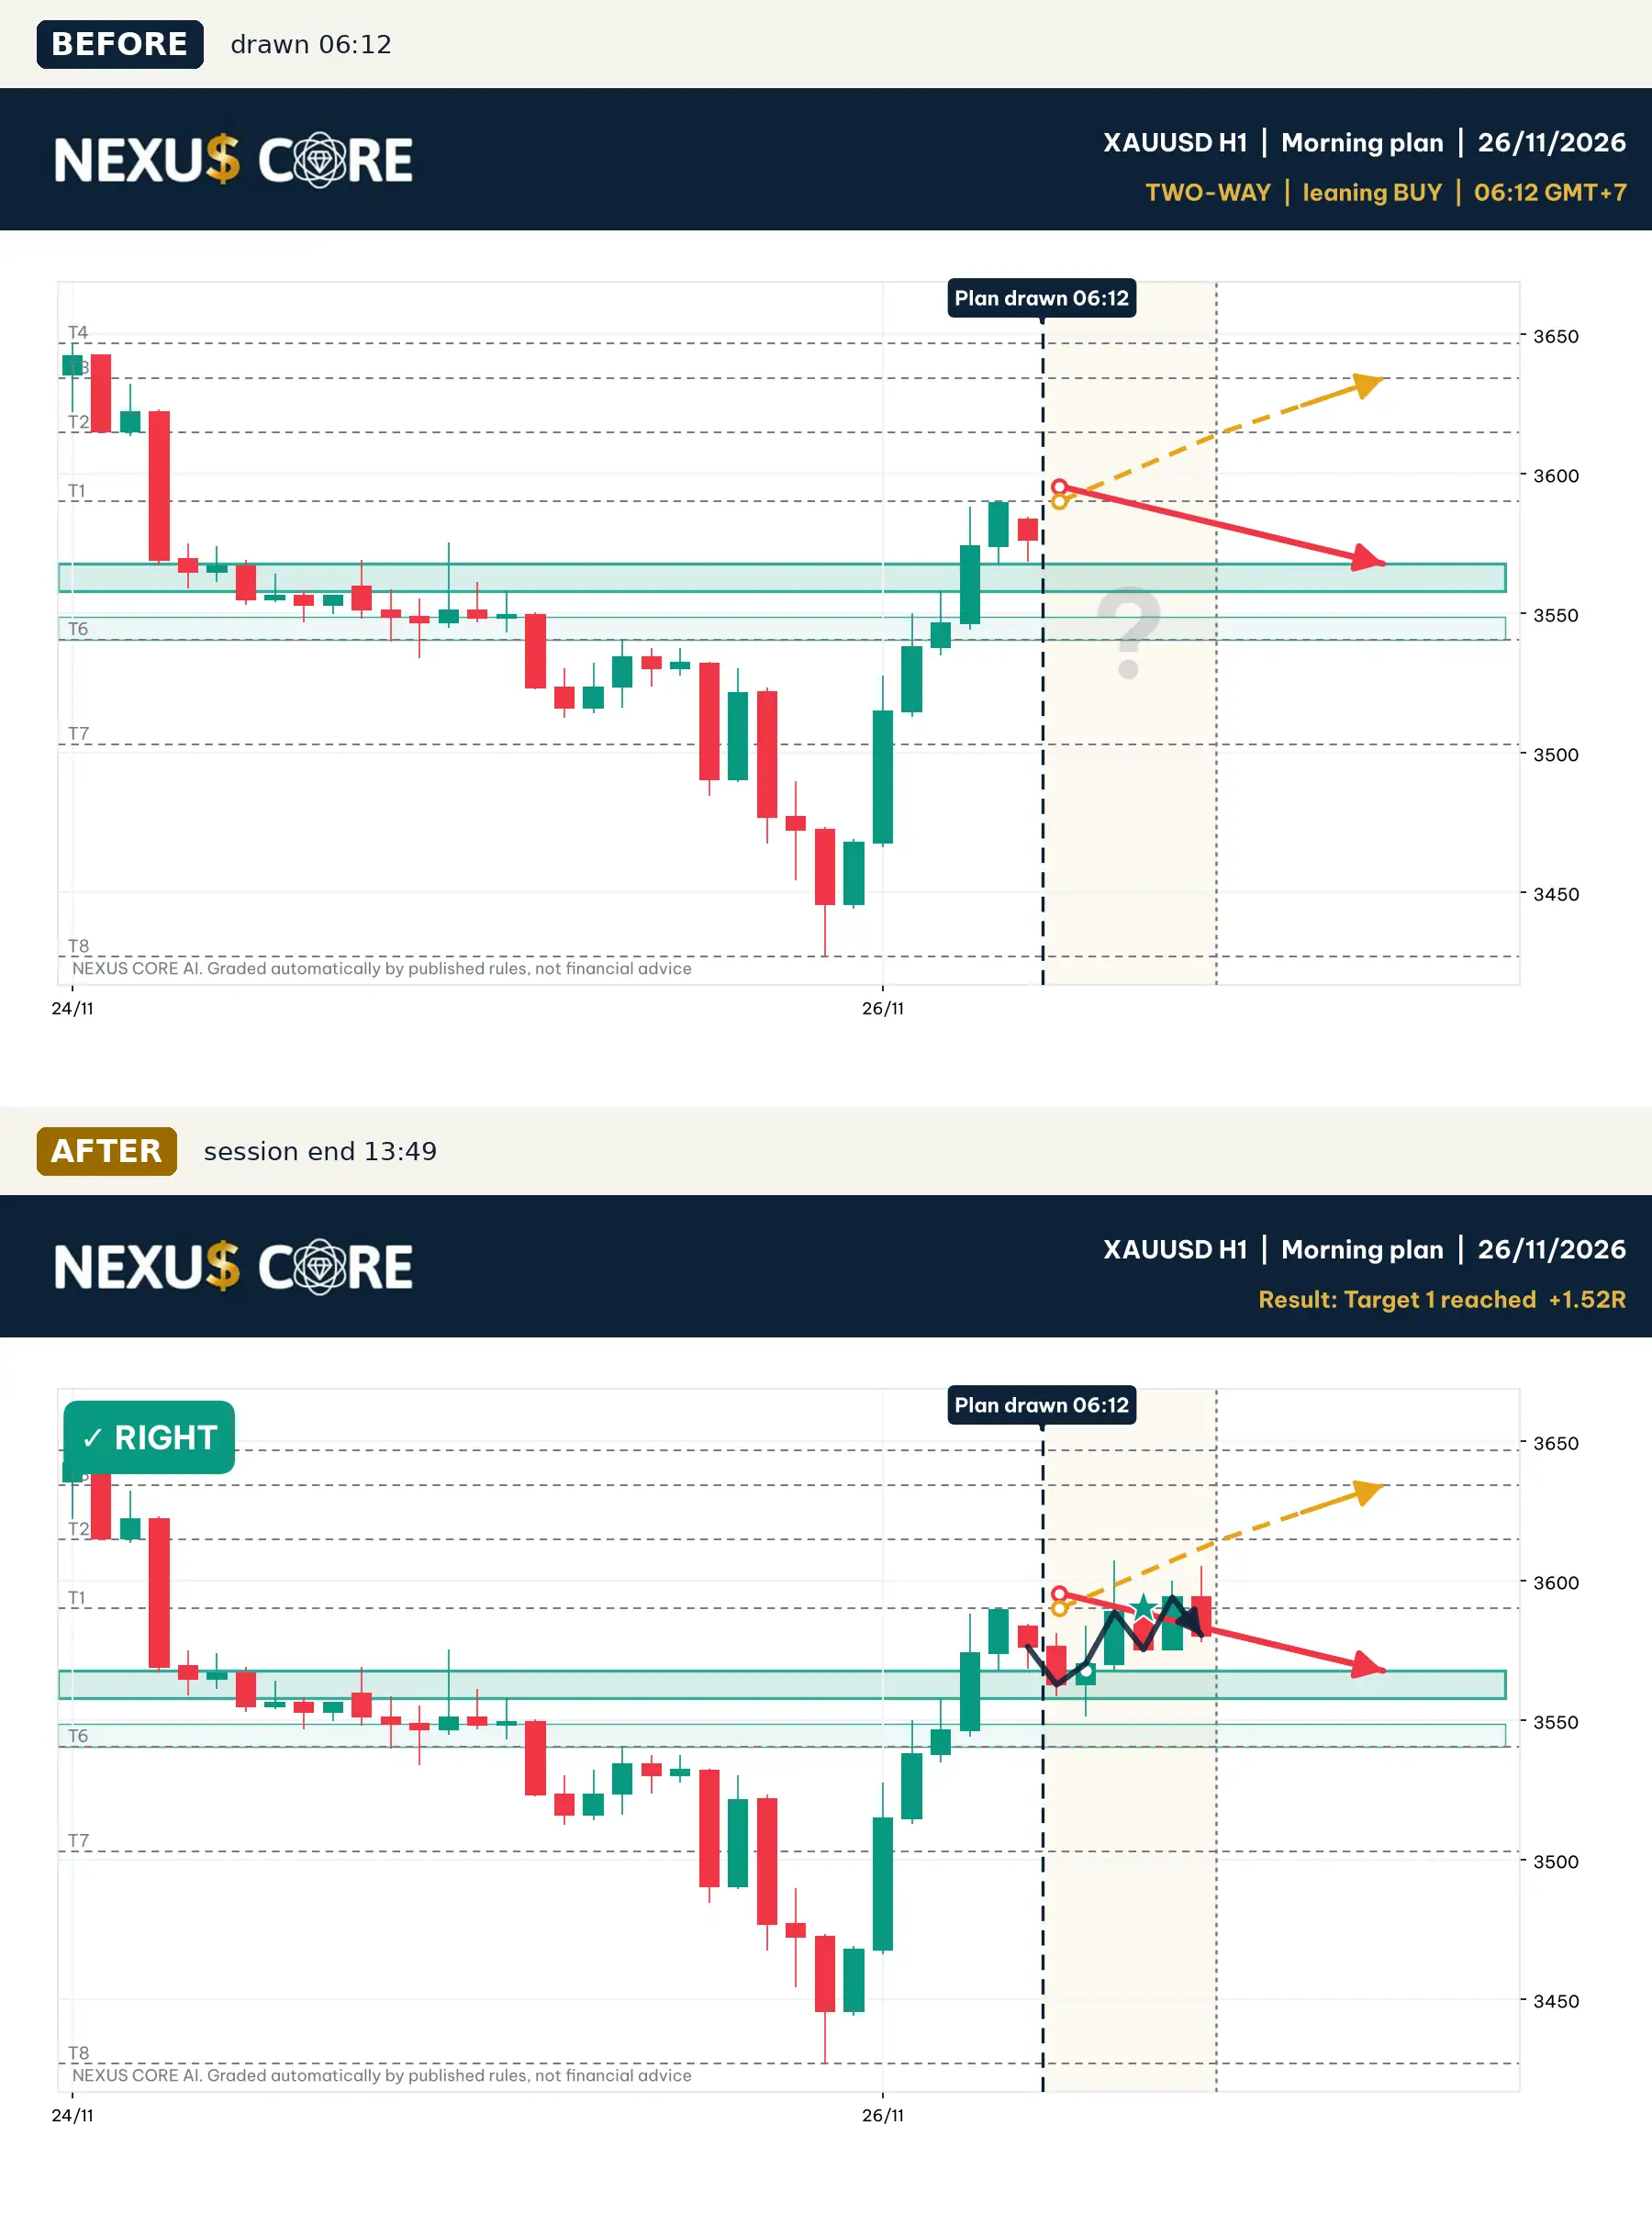 BEFORE drawn 06:12
NEXU$ CORE
XAUUSD H1 | Morning plan | 26/11/2026
TWO-WAY | leaning BUY | 06:12 GMT+7
Plan drawn 06:12
T4
T3
T2
T1
T6
T7
T8
?
3650
3600
3550
3500
3450
NEXUS CORE AI. Graded automatically by published rules, not financial advice
24/11
26/11
AFTER session end 13:49
NEXU$ CORE
XAUUSD H1 | Morning plan | 26/11/2026
Result: Target 1 reached +1.52R
Plan drawn 06:12
✓ RIGHT
T2
T1
T6
T7
T8
3650
3600
3550
3500
3450
NEXUS CORE AI. Graded automatically by published rules, not financial advice
24/11
26/11